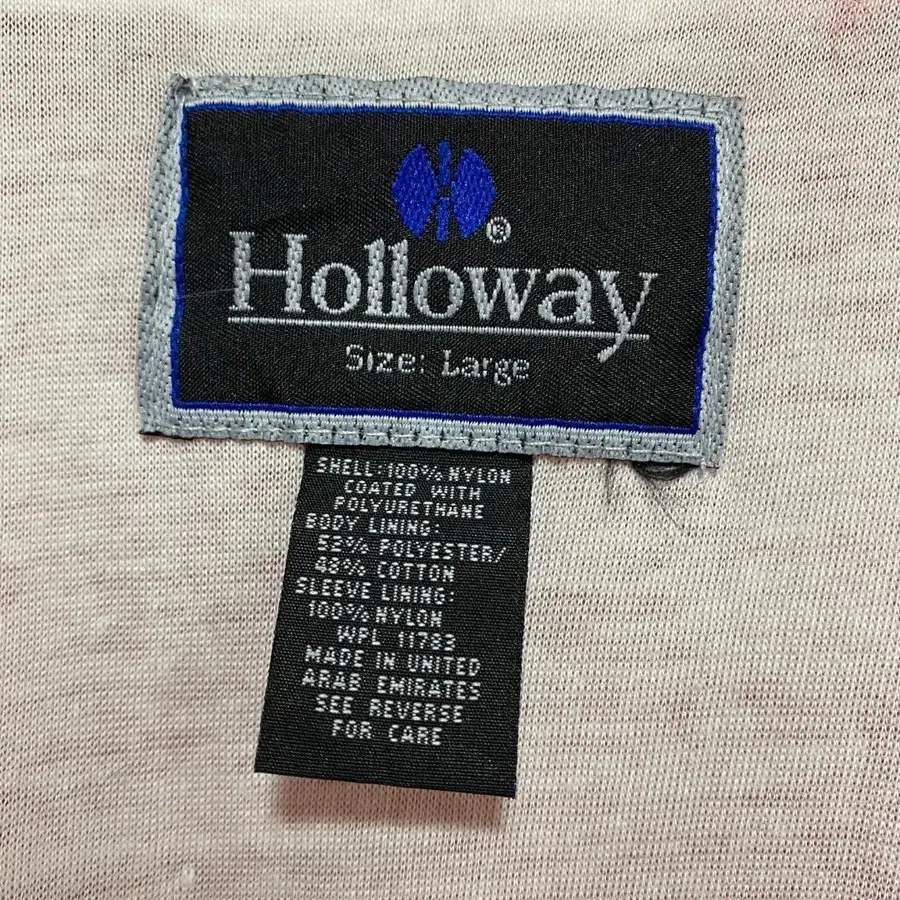 ®
Holloway
Size: Large
SHELL: 100% NYLON
COATED WITH
POLYURETHANE
BODY LINING:
52% POLYESTER/
48% COTTON
SLEEVE LINING:
100% NYLON
WPL 11783
MADE IN UNITED
ARAB EMIRATES
SEE REVERSE
FOR CARE